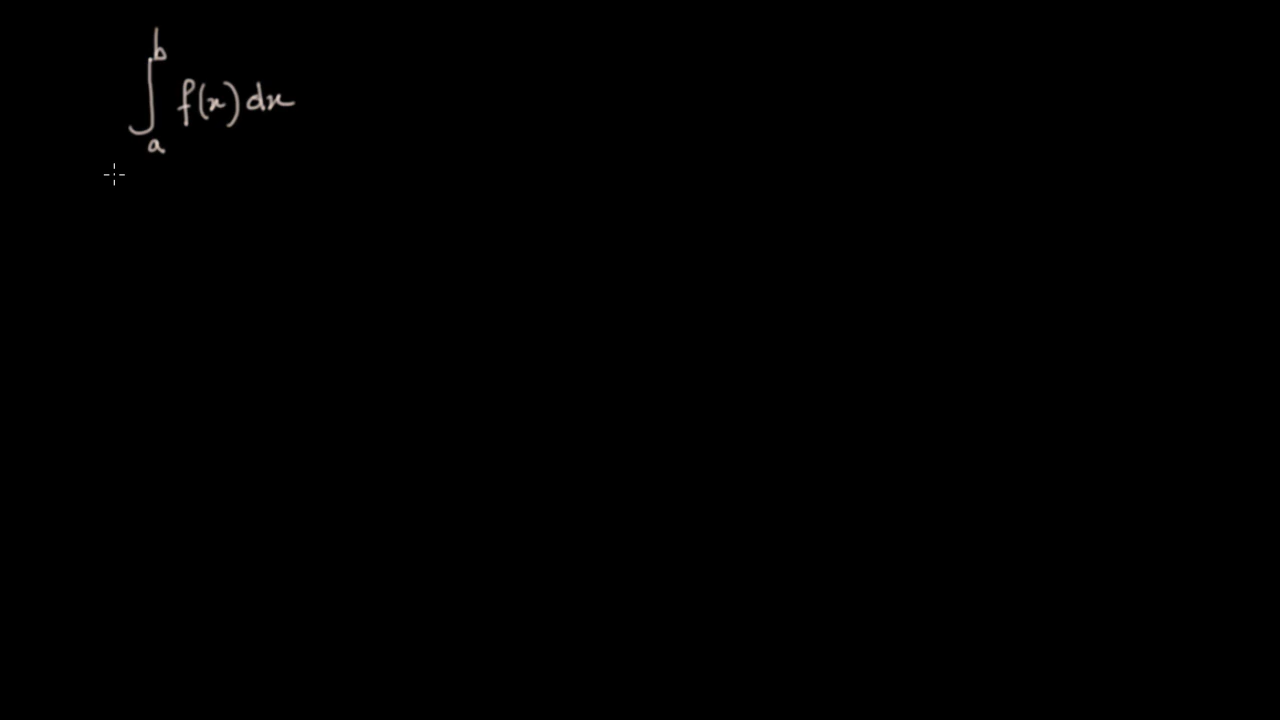 ∫_a^b f(x) dx